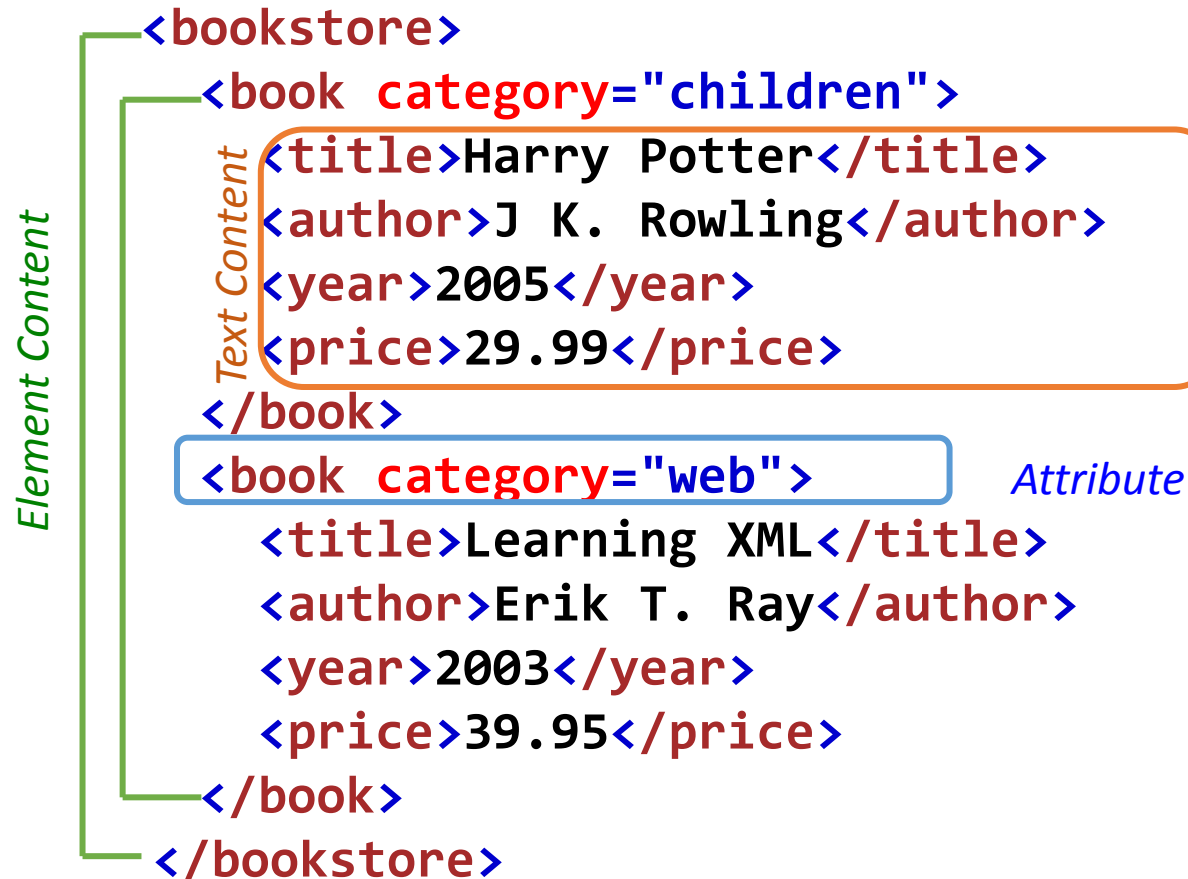 <bookstore>
<book category="children">
<title>Harry Potter</title>
<author>J K. Rowling</author>
<year>2005</year>
<price>29.99</price>
</book>
<book category="web">
<title>Learning XML</title>
<author>Erik T. Ray</author>
<year>2003</year>
<price>39.95</price>
</book>
</bookstore>
Element Content
Text Content
Attribute